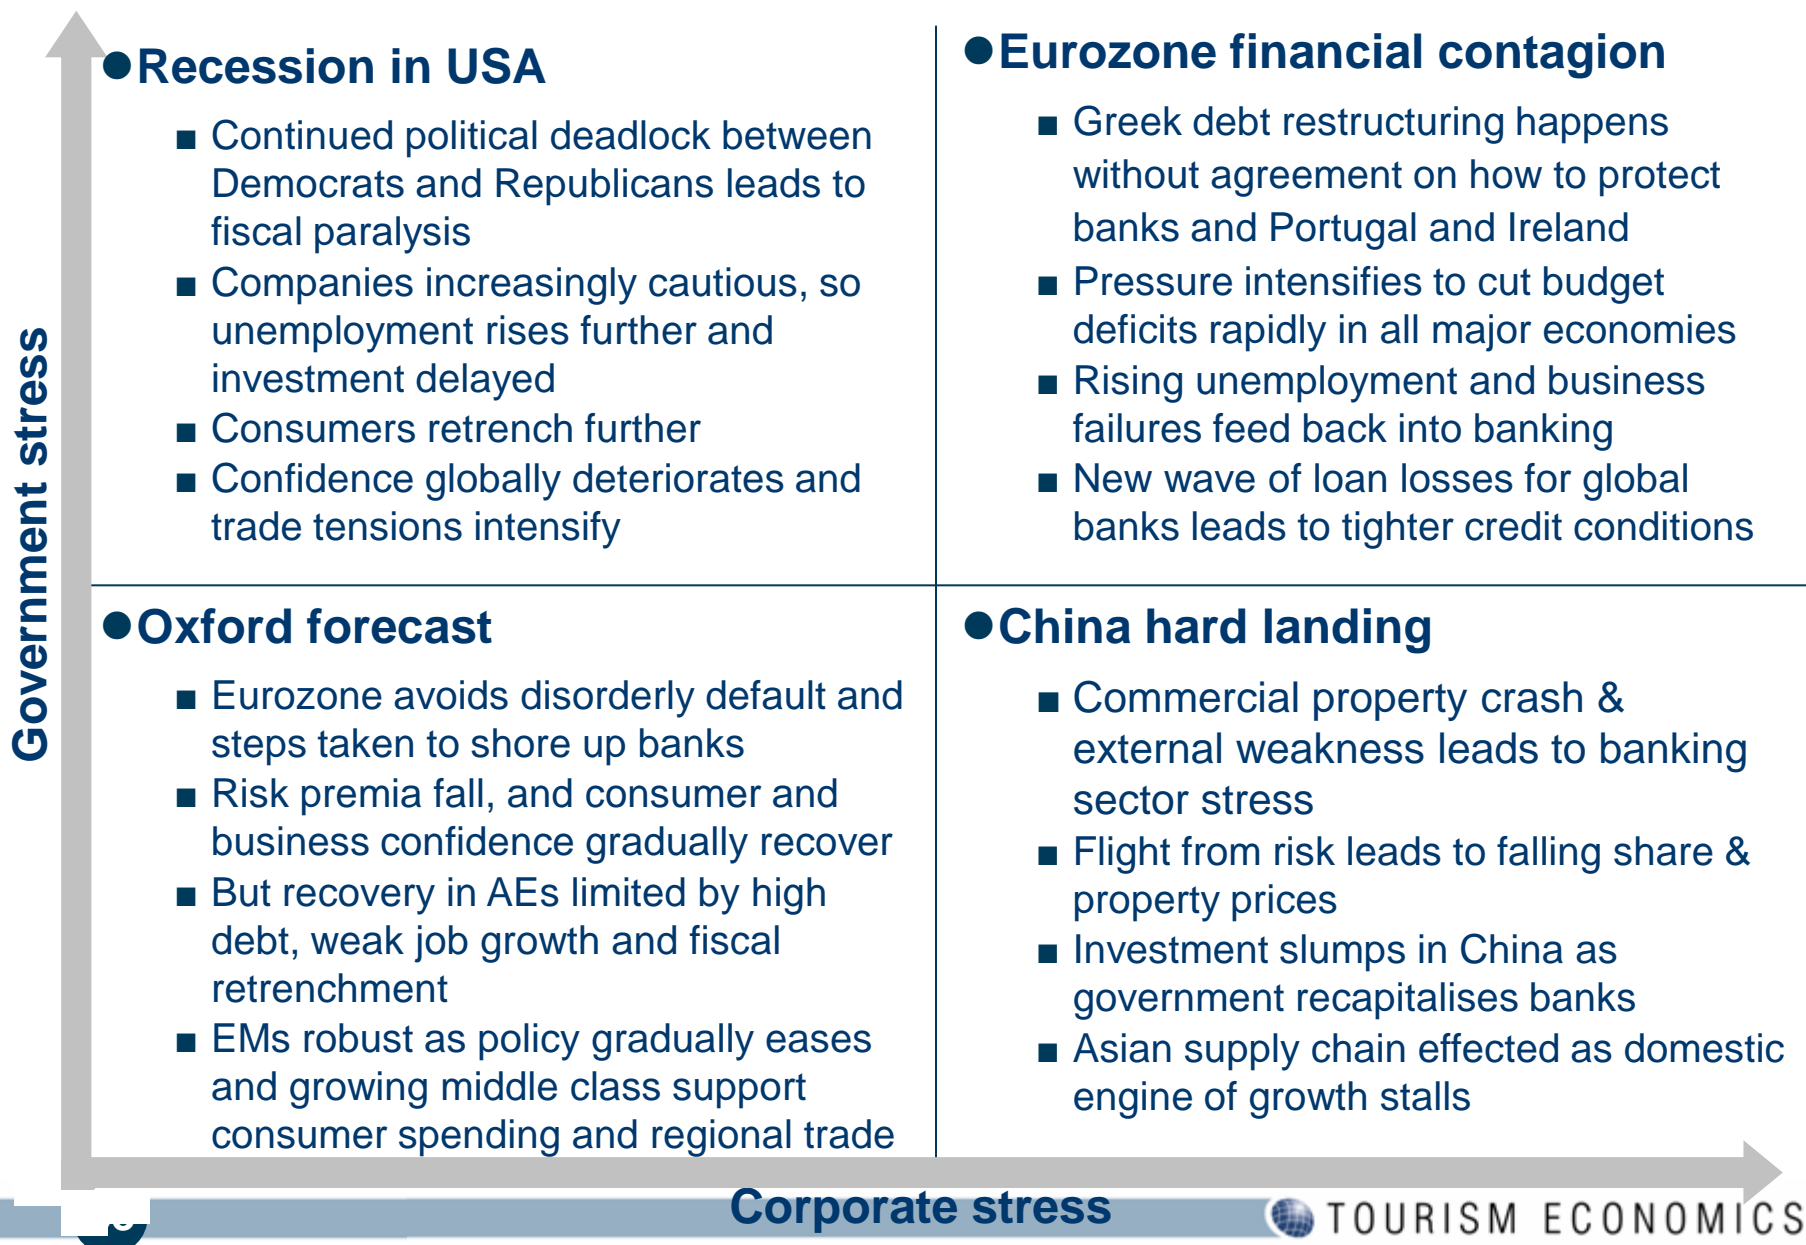 Government stress
●Recession in USA
■ Continued political deadlock between
Democrats and Republicans leads to
fiscal paralysis
■ Companies increasingly cautious, so
unemployment rises further and
investment delayed
■ Consumers retrench further
■ Confidence globally deteriorates and
trade tensions intensify
●Eurozone financial contagion
■ Greek debt restructuring happens
without agreement on how to protect
banks and Portugal and Ireland
■ Pressure intensifies to cut budget
deficits rapidly in all major economies
■ Rising unemployment and business
failures feed back into banking
■ New wave of loan losses for global
banks leads to tighter credit conditions
●Oxford forecast
■ Eurozone avoids disorderly default and
steps taken to shore up banks
■ Risk premia fall, and consumer and
business confidence gradually recover
■ But recovery in AEs limited by high
debt, weak job growth and fiscal
retrenchment
■ EMs robust as policy gradually eases
and growing middle class support
consumer spending and regional trade
●China hard landing
■ Commercial property crash &
external weakness leads to banking
sector stress
■ Flight from risk leads to falling share &
property prices
■ Investment slumps in China as
government recapitalises banks
■ Asian supply chain effected as domestic
engine of growth stalls
Corporate stress
TOURISM ECONOMICS